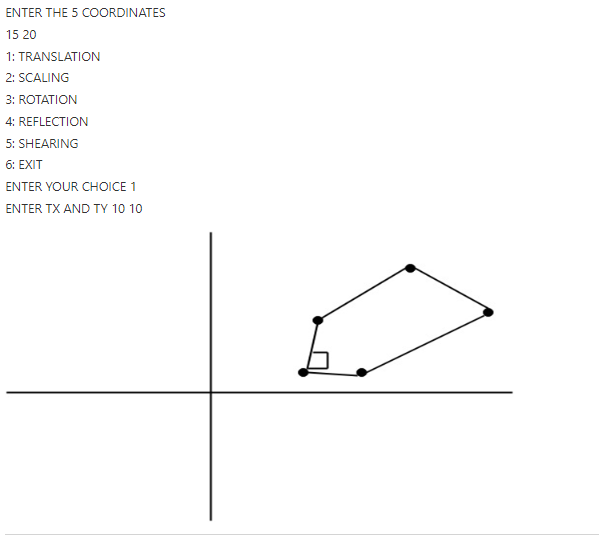 ENTER THE 5 COORDINATES
15 20
1: TRANSLATION
2: SCALING
3: ROTATION
4: REFLECTION
5: SHEARING
6: EXIT
ENTER YOUR CHOICE 1
ENTER TX AND TY 10 10